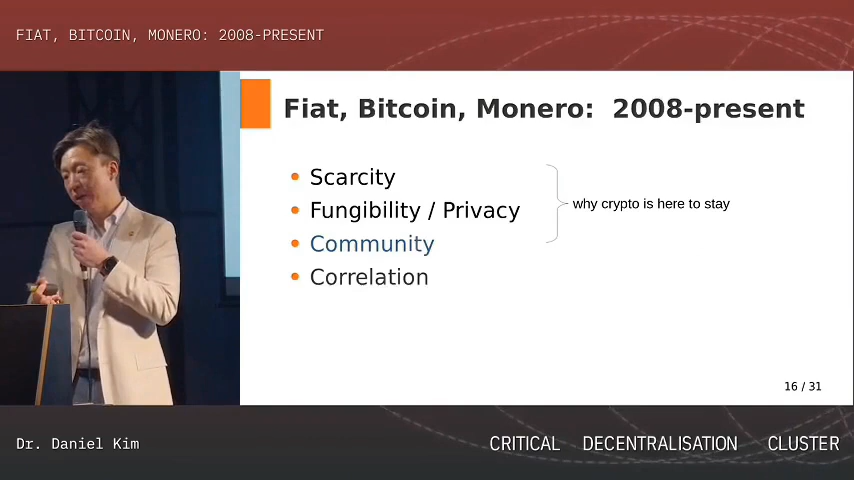 FIAT, BITCOIN, MONERO: 2008-PRESENT
Fiat, Bitcoin, Monero: 2008-present
Scarcity
Fungibility / Privacy
Community
Correlation
why crypto is here to stay
16 / 31
Dr. Daniel Kim
CRITICAL DECENTRALISATION CLUSTER